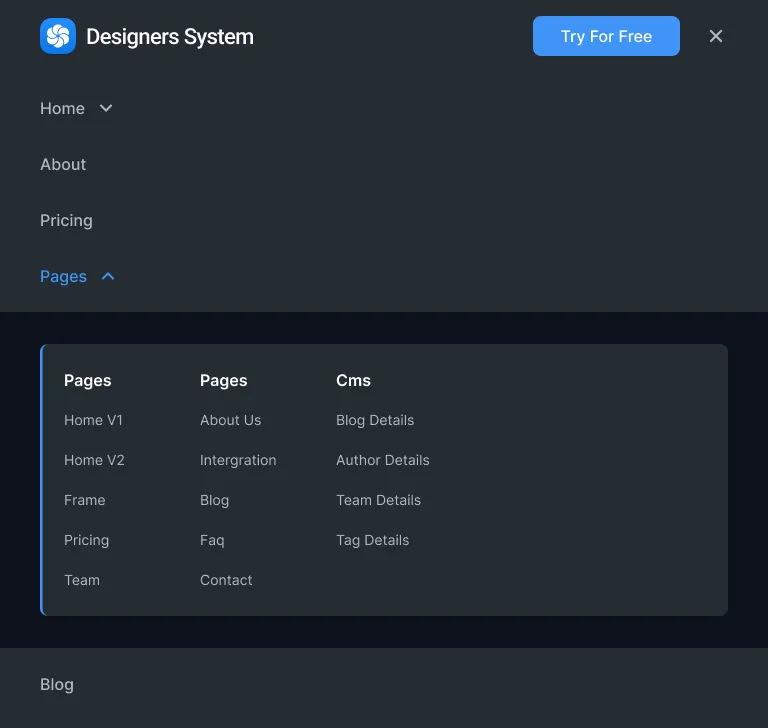 Designers System
Try For Free
Home
About
Pricing
Pages
Pages
Home V1
Home V2
Frame
Pricing
Team
Pages
About Us
Intergration
Blog
Faq
Contact
Cms
Blog Details
Author Details
Team Details
Tag Details
Blog